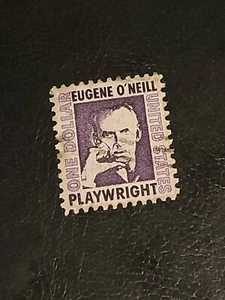 EUGENE O'NEILL
ONE DOLLAR
UNITED STATES
PLAYWRIGHT